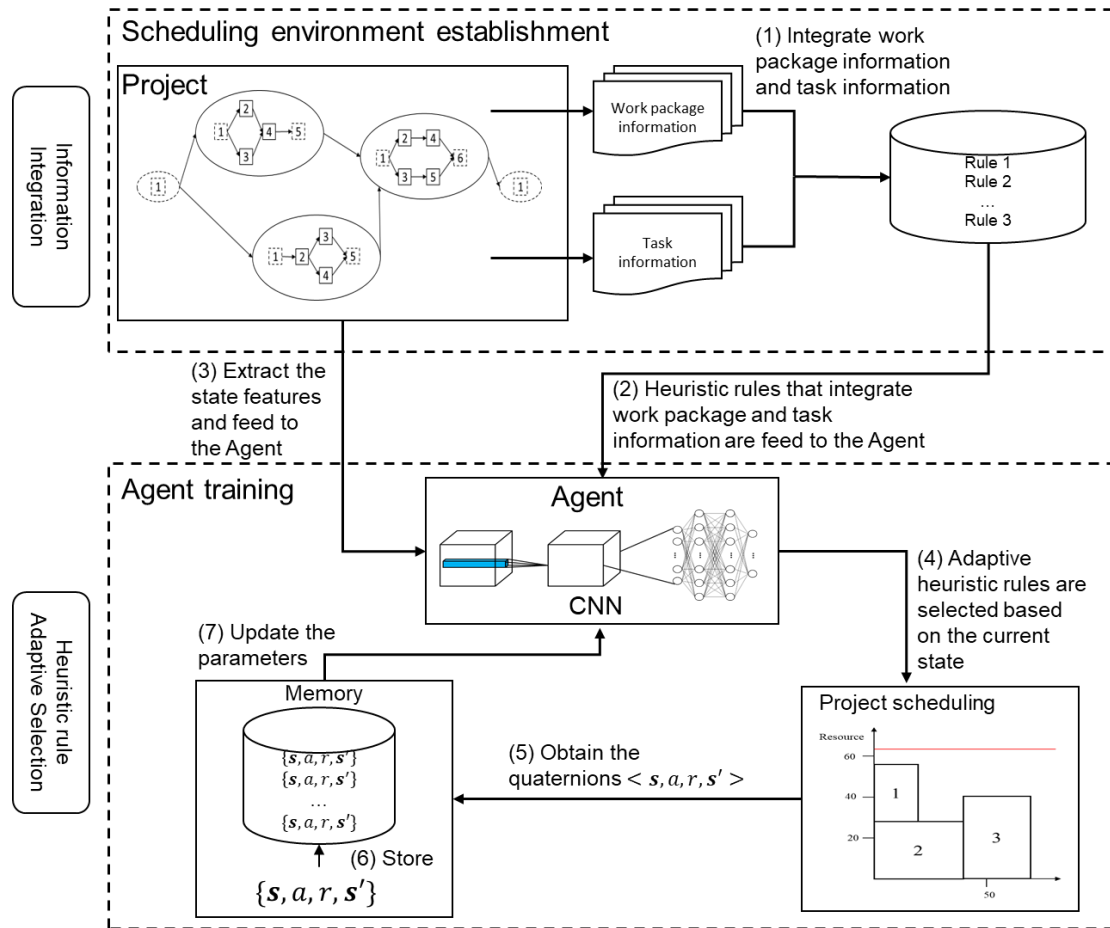 Scheduling environment establishment
(1) Integrate work
package information
and task information
Information
Integration
Project
1
1
2
3
4
5
1
2
3
4
5
1
2
4
3
5
6
1
Work package
information
Task
information
Rule 1
Rule 2
...
Rule 3
(3) Extract the
state features
and feed to
the Agent
(2) Heuristic rules that integrate
work package and task
information are feed to the Agent
Agent training
Agent
CNN
Heuristic rule
Adaptive Selection
(4) Adaptive
heuristic rules are
selected based
on the current
state
(7) Update the
parameters
Memory
{s, a, r, s′}
{s, a, r, s′}
...
{s, a, r, s′}
(6) Store
{s, a, r, s′}
(5) Obtain the
quaternions < s, a, r, s′ >
Project scheduling
Resource
60
40
20
1
2
3
50